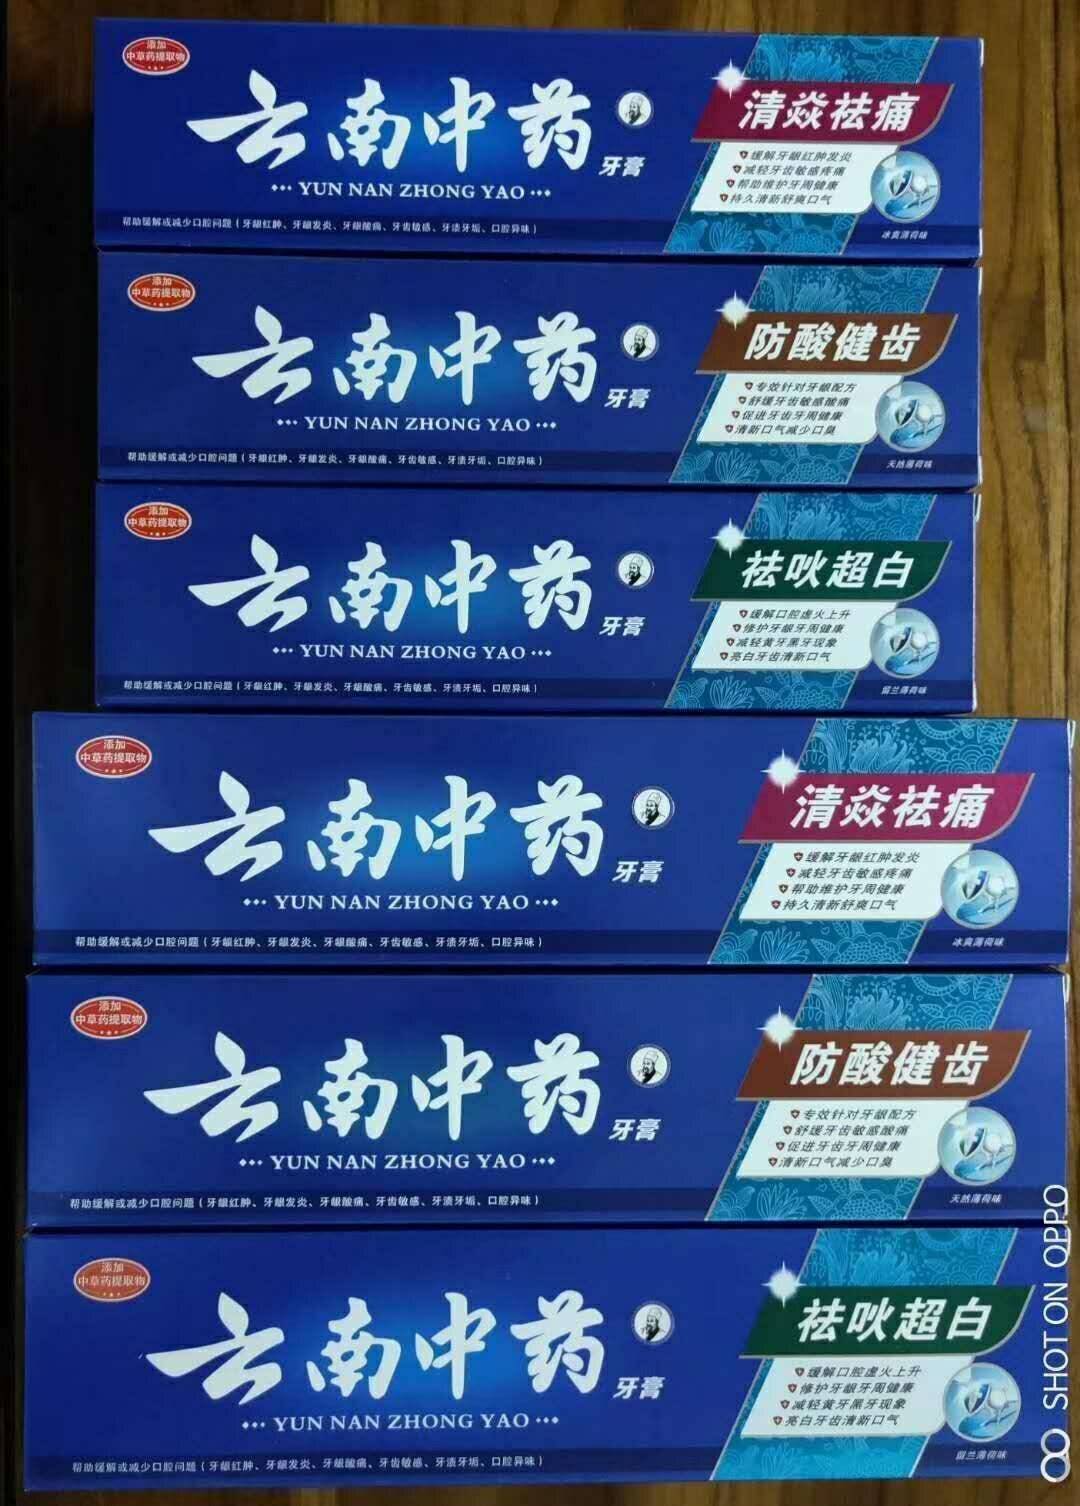 添加
中草药提取物
云南中药
牙膏
YUN NAN ZHONG YAO
帮助缓解或减少口腔问题（牙龈红肿、牙龈发炎、牙龈酸痛、牙齿敏感、牙渍牙垢、口腔异味）
清焱祛痛
缓解牙龈红肿发炎
减轻牙齿敏感疼痛
帮助维护牙周健康
持久清新舒爽口气
冰爽薄荷味
添加
中草药提取物
云南中药
牙膏
YUN NAN ZHONG YAO
帮助缓解或减少口腔问题（牙龈红肿、牙龈发炎、牙龈酸痛、牙齿敏感、牙渍牙垢、口腔异味）
防酸健齿
专效针对牙龈配方
舒缓牙齿敏感酸痛
促进牙齿牙周健康
清新口气减少口臭
天然薄荷味
添加
中草药提取物
云南中药
牙膏
YUN NAN ZHONG YAO
帮助缓解或减少口腔问题（牙龈红肿、牙龈发炎、牙龈酸痛、牙齿敏感、牙渍牙垢、口腔异味）
祛吙超白
缓解口腔虚火上升
修护牙龈牙周健康
减轻黄牙黑牙现象
亮白牙齿清新口气
留兰薄荷味
添加
中草药提取物
云南中药
牙膏
YUN NAN ZHONG YAO
帮助缓解或减少口腔问题（牙龈红肿、牙龈发炎、牙龈酸痛、牙齿敏感、牙渍牙垢、口腔异味）
清焱祛痛
缓解牙龈红肿发炎
减轻牙齿敏感疼痛
帮助维护牙周健康
持久清新舒爽口气
冰爽薄荷味
添加
中草药提取物
云南中药
牙膏
YUN NAN ZHONG YAO
帮助缓解或减少口腔问题（牙龈红肿、牙龈发炎、牙龈酸痛、牙齿敏感、牙渍牙垢、口腔异味）
防酸健齿
专效针对牙龈配方
舒缓牙齿敏感酸痛
促进牙齿牙周健康
清新口气减少口臭
天然薄荷味
添加
中草药提取物
云南中药
牙膏
YUN NAN ZHONG YAO
帮助缓解或减少口腔问题（牙龈红肿、牙龈发炎、牙龈酸痛、牙齿敏感、牙渍牙垢、口腔异味）
祛吙超白
缓解口腔虚火上升
修护牙龈牙周健康
减轻黄牙黑牙现象
亮白牙齿清新口气
留兰薄荷味
SHOT ON OPPO